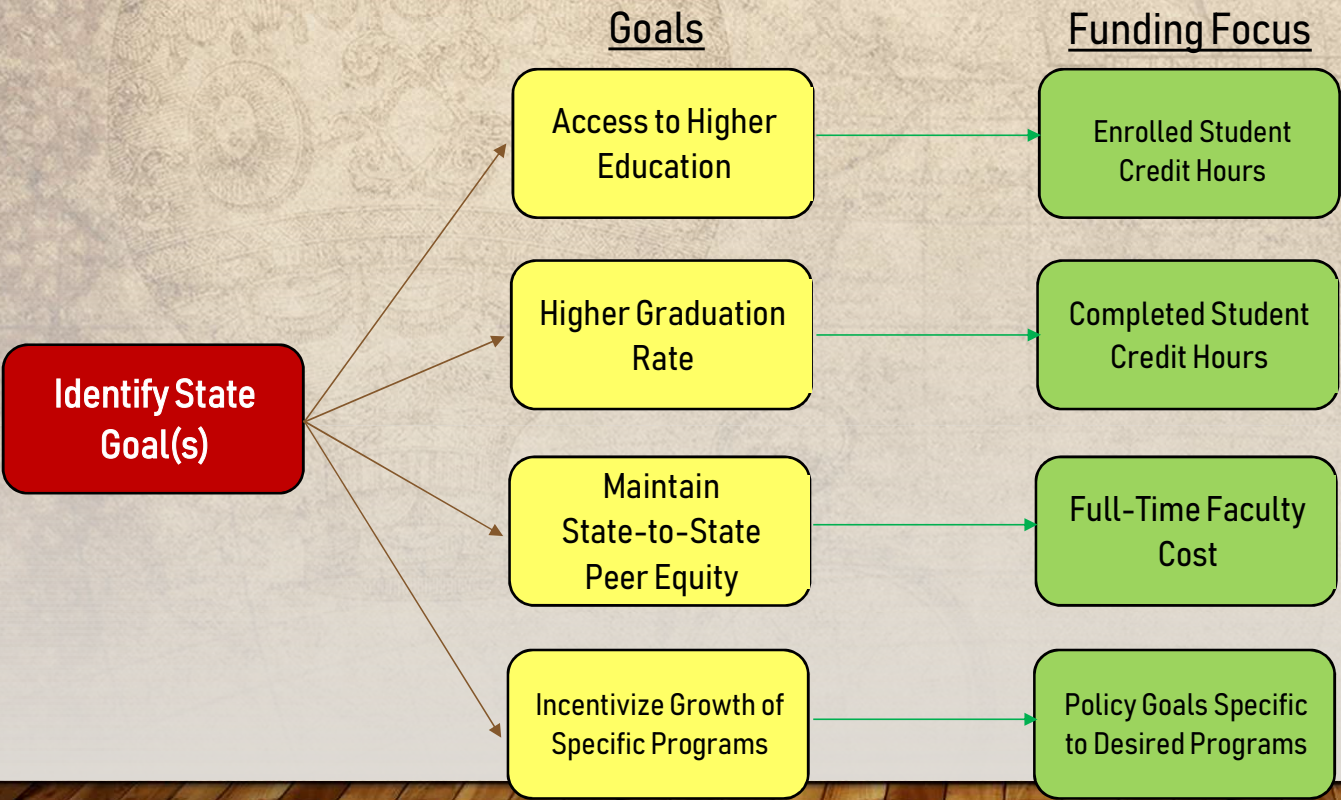 Goals
Funding Focus
Access to Higher
Education
Enrolled Student
Credit Hours
Higher Graduation
Rate
Completed Student
Credit Hours
Identify State
Goal(s)
Maintain
State-to-State
Peer Equity
Full-Time Faculty
Cost
Incentivize Growth of
Specific Programs
Policy Goals Specific
to Desired Programs